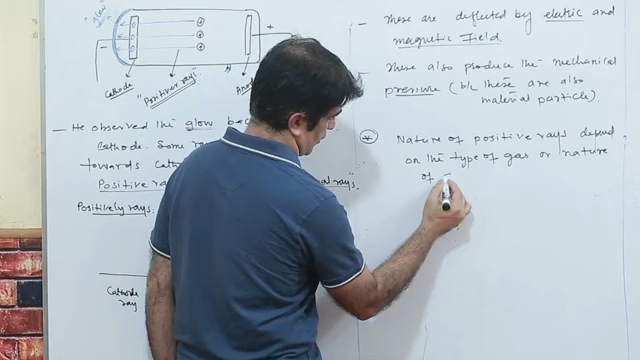 glow
Cathode
"Positive rays"
+
— He observed the glow
cathode. Some
towards
Positive
rays".
Positively rays.
Cathode
ray
— These are deflected by electric and
magnetic field.
— These also produce the mechanical
pressure (b/c these are also
material particle).
* Nature of positive rays depend
on the type of gas or nature
of